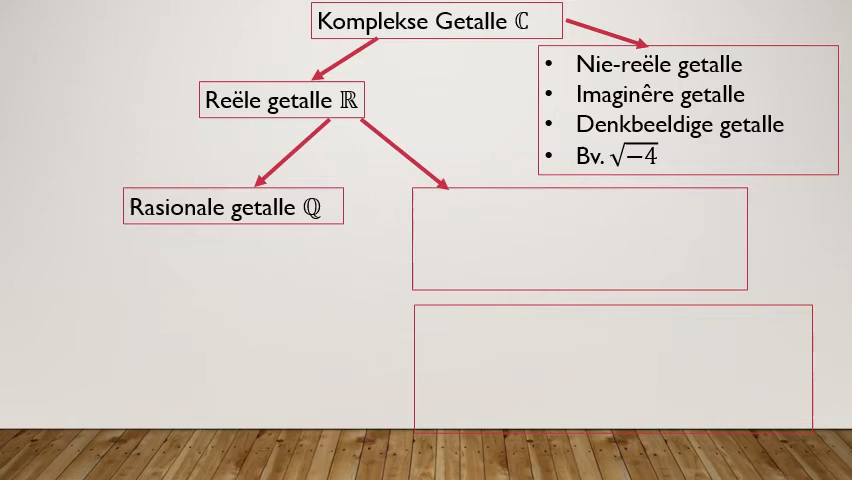 Komplekse Getalle ℂ
• Nie-reële getalle
• Imaginêre getalle
• Denkbeeldige getalle
• Bv. √−4
Reële getalle ℝ
Rasionale getalle ℚ